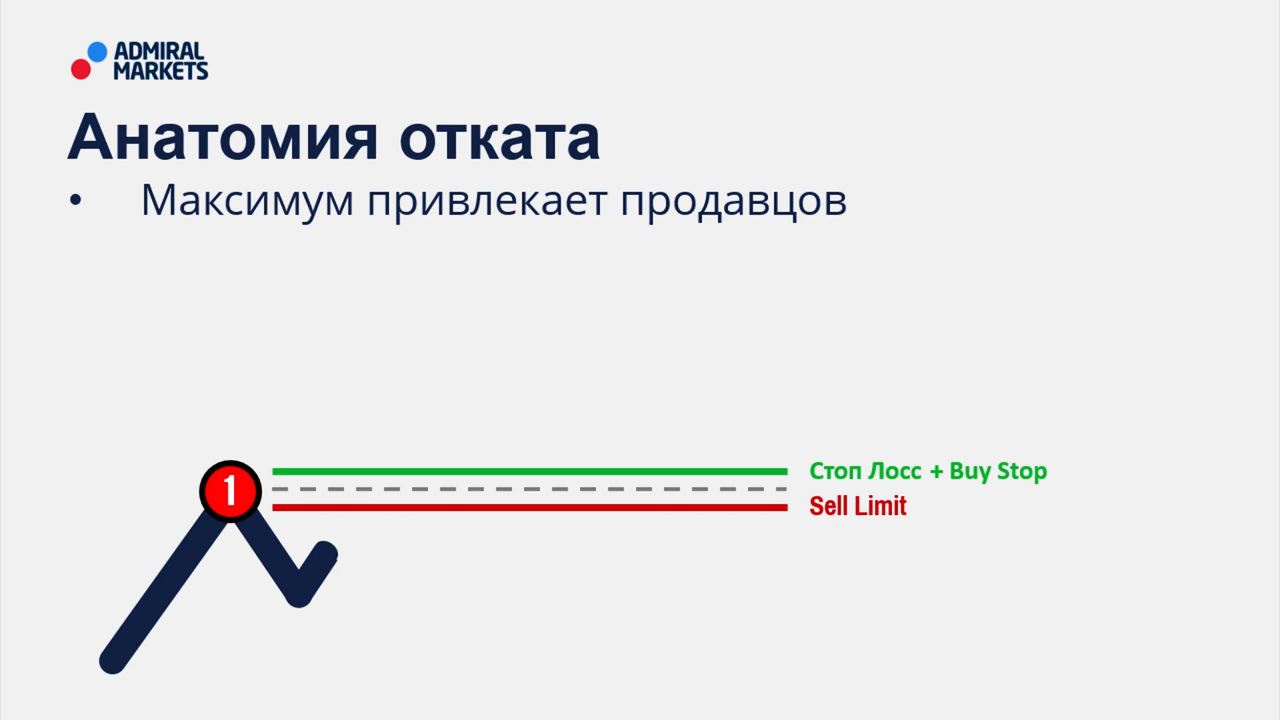 ADMIRAL
MARKETS
Анатомия отката
• Максимум привлекает продавцов
1
Стоп Лосс + Buy Stop
Sell Limit